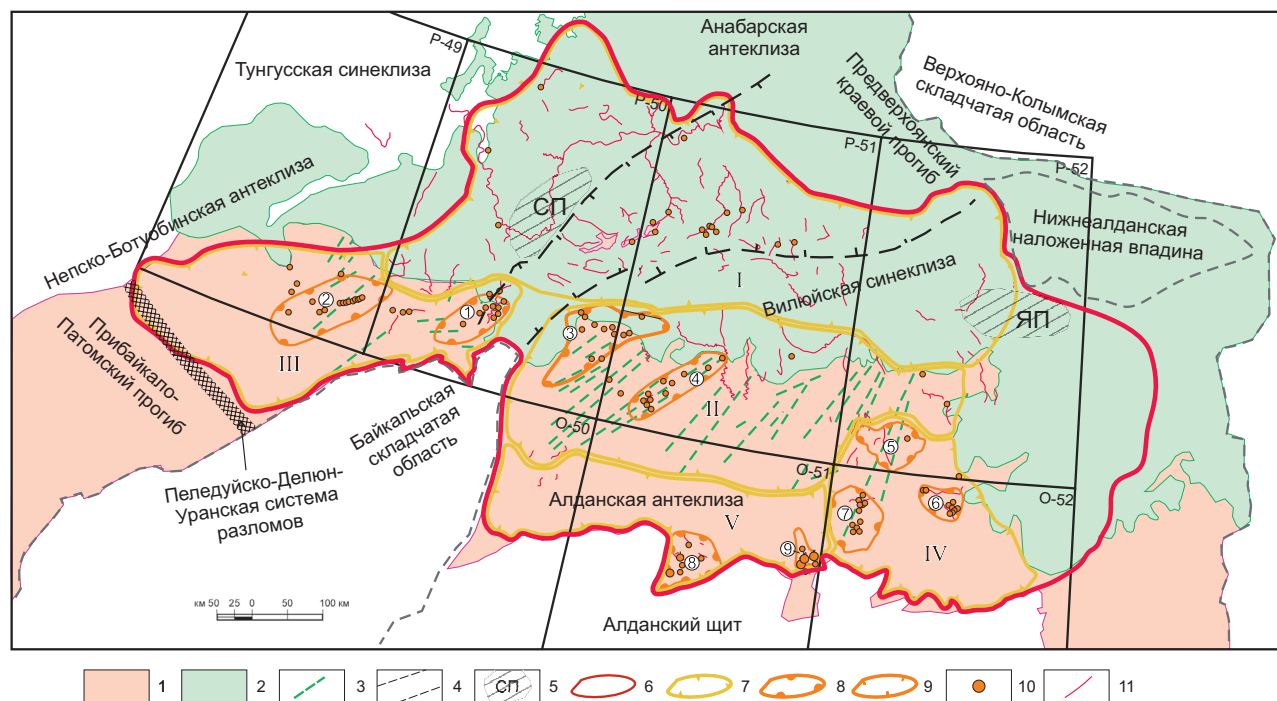 Анабарская
антеклиза
P-49
Тунгусская синеклиза
Верхояно-Колымская
складчатая область
Предверхоянский
краевой прогиб
P-50
P-51
P-52
СП
Нижнеалданская
наложенная впадина
Непско-Ботуобинская антеклиза
I
Вилюйская синеклиза
ЯП
2
1
3
III
4
II
Прибайкало-
Патомский прогиб
Байкальская
складчатая
область
O-50
5
O-51
O-52
Пеледуйско-Делюн-
Уранская система
разломов
Алданская антеклиза
6
7
V
IV
9
8
км 50 25 0 50 100 км
Алданский щит
1 2 3 4 СП 5 6 7 8 9 10 11